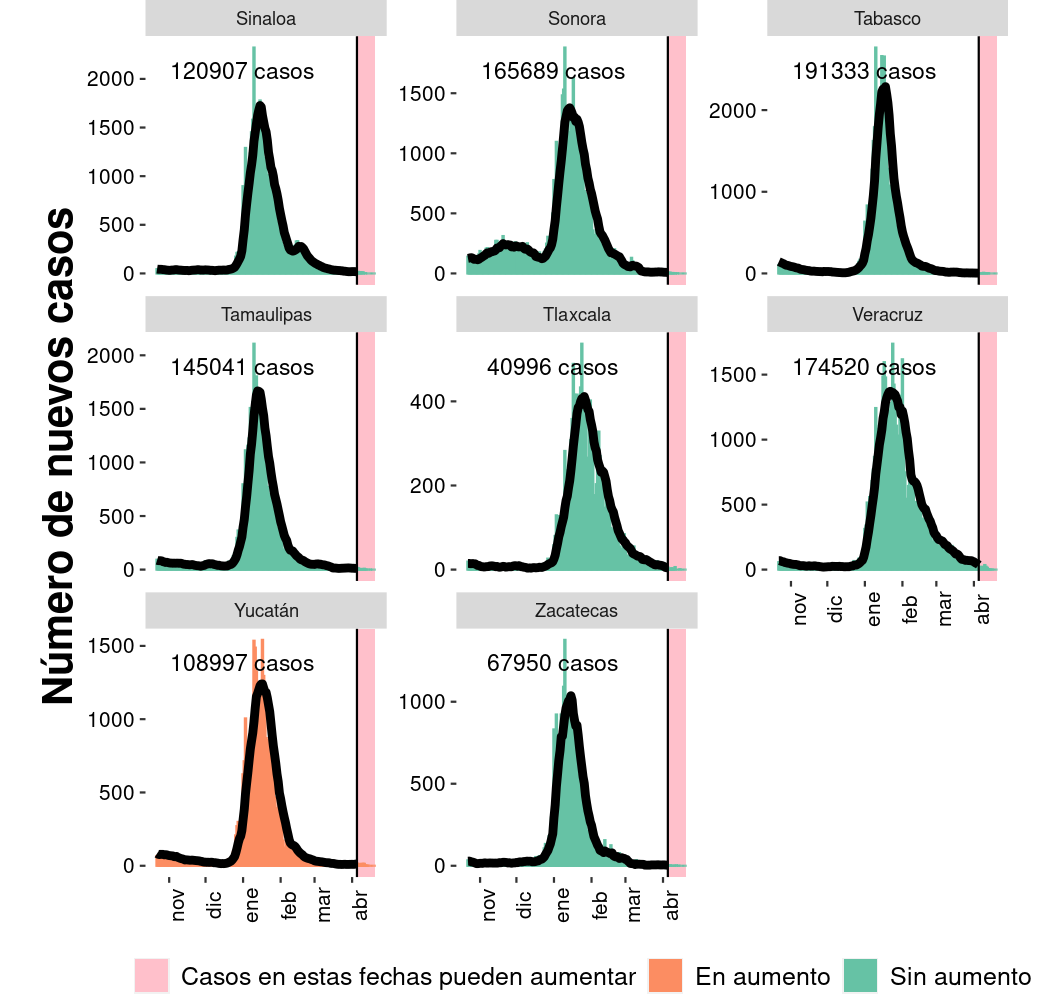 Número de nuevos casos
Sinaloa
120907 casos
2000
1500
1000
500
0
Sonora
165689 casos
1500
1000
500
0
Tabasco
191333 casos
2000
1000
0
Tamaulipas
145041 casos
2000
1500
1000
500
0
Tlaxcala
40996 casos
400
200
0
Veracruz
174520 casos
1500
1000
500
0
nov dic ene feb mar abr
Yucatán
108997 casos
1500
1000
500
0
nov dic ene feb mar abr
Zacatecas
67950 casos
1000
500
0
nov dic ene feb mar abr
Casos en estas fechas pueden aumentar En aumento Sin aumento